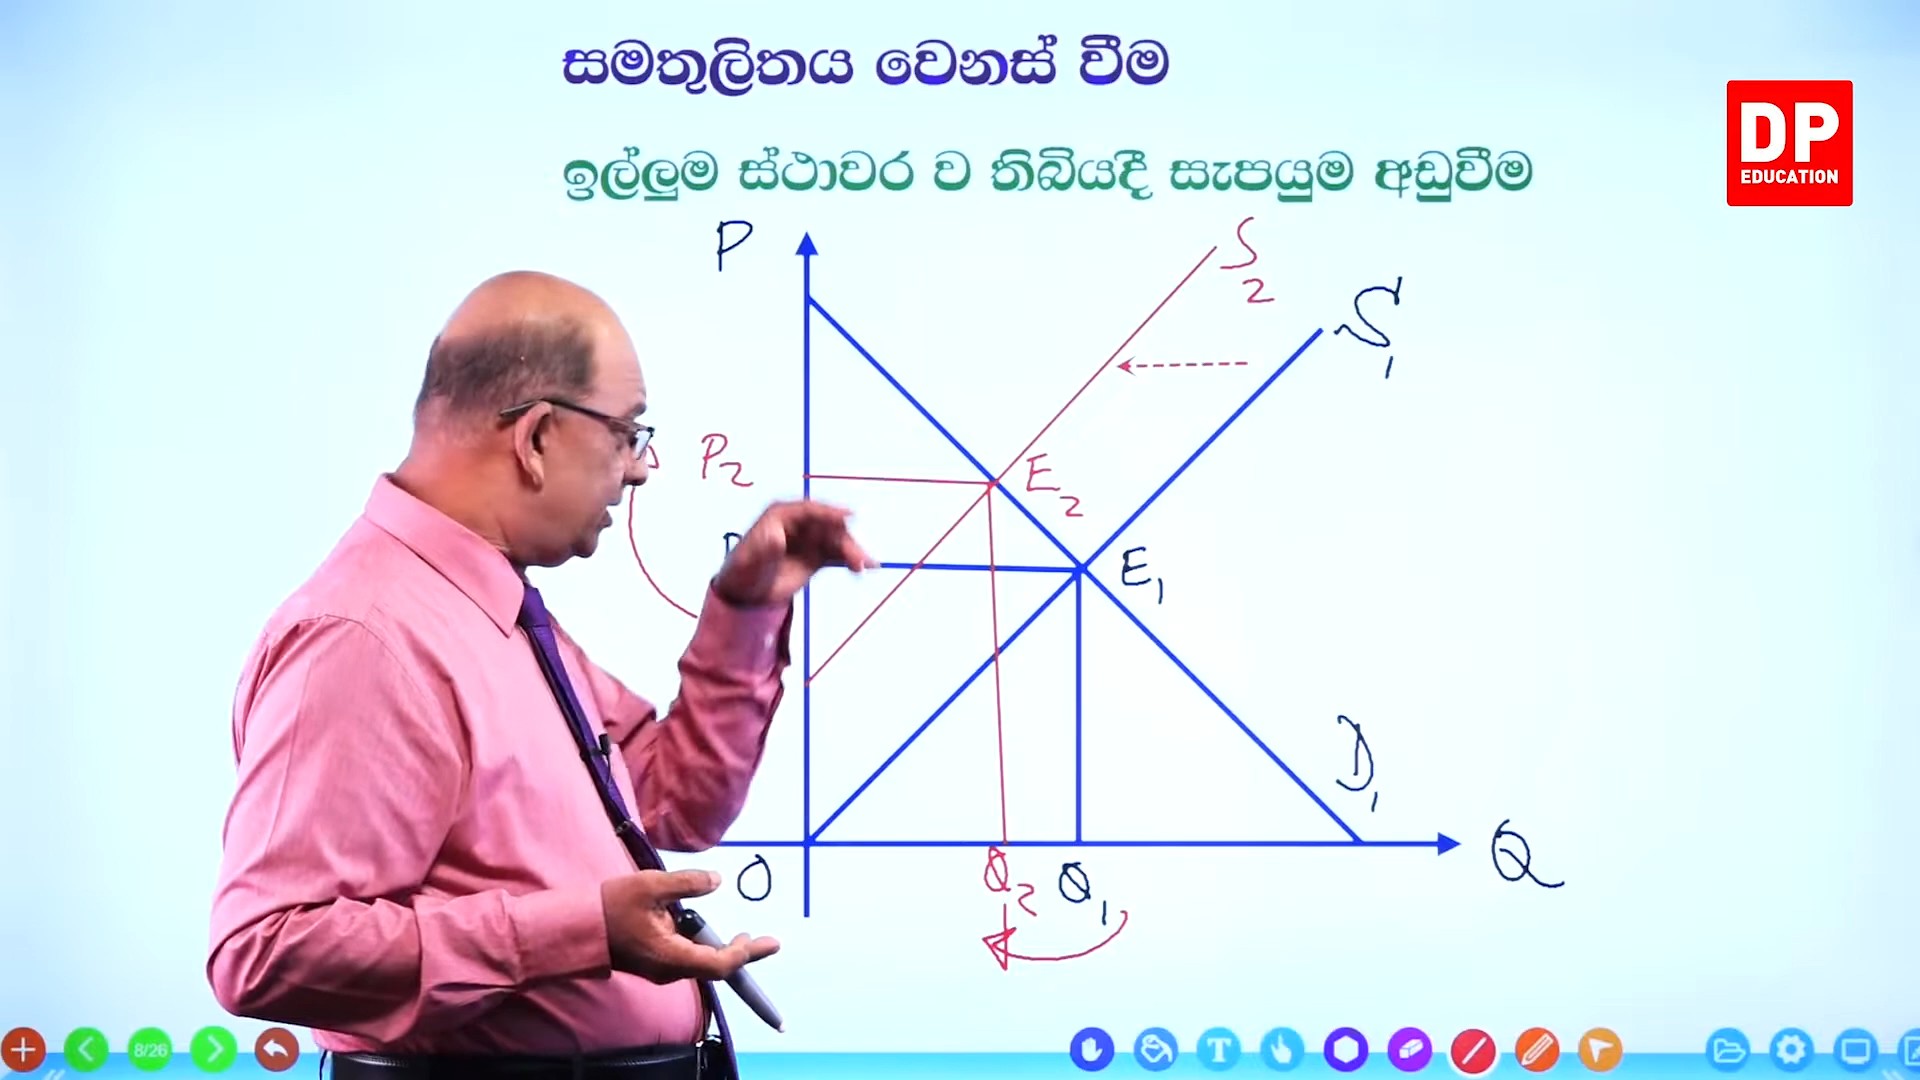 සමතුලිතය වෙනස් වීම
ඉල්ලුම ස්ථාවර ව තිබියදී සැපයුම අඩුවීම
DP
EDUCATION
P
S2
S1
P2
E2
E1
D1
O
Q2
Q1
Q
8/26
T